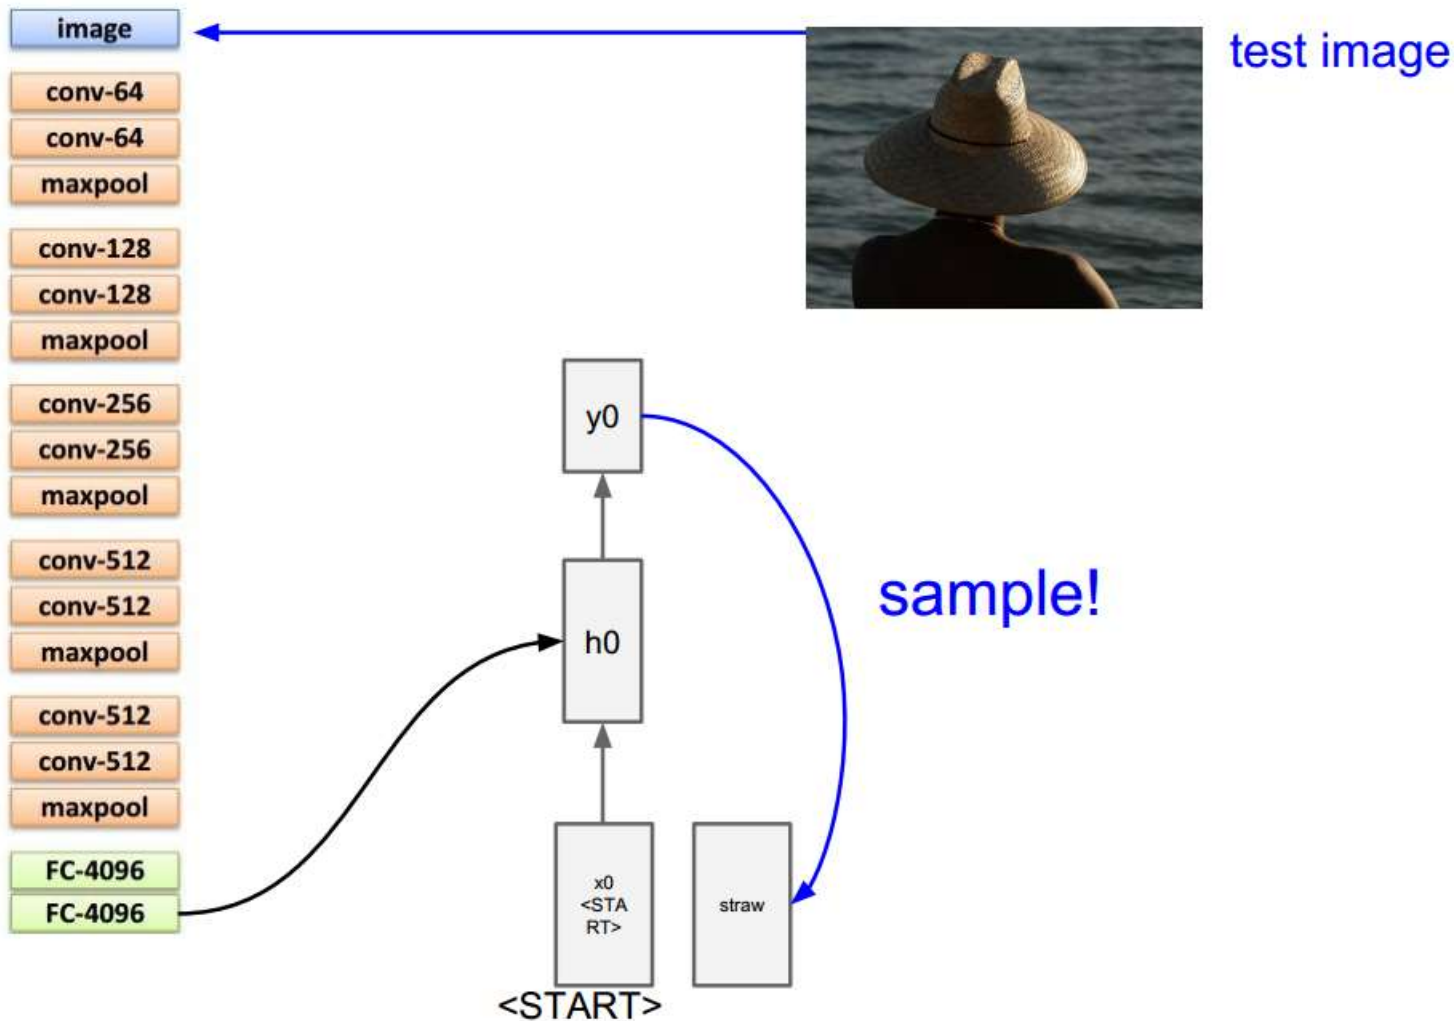 image
test image
conv-64
conv-64
maxpool
conv-128
conv-128
maxpool
conv-256
conv-256
maxpool
conv-512
conv-512
maxpool
conv-512
conv-512
maxpool
FC-4096
FC-4096
y0
h0
sample!
x0
<STA
RT>
straw
<START>